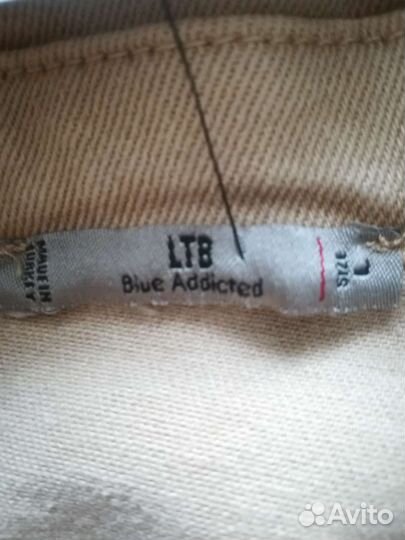 MADE IN
TURKEY
LTB
Blue Addicted
SIZE
L
Avito